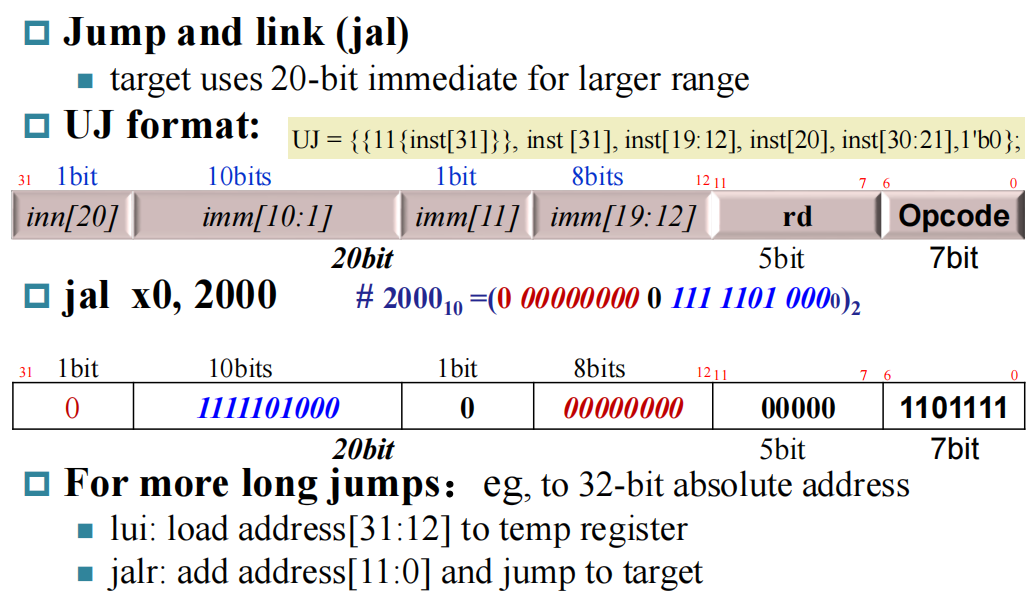 Jump and link (jal)
target uses 20-bit immediate for larger range
UJ format: UJ = {{11{inst[31]}}, inst [31], inst[19:12], inst[20], inst[30:21],1'b0};
31 1bit 10bits 1bit 8bits 12 11 7 6 0
inn[20] imm[10:1] imm[11] imm[19:12] rd Opcode
20bit 5bit 7bit
jal x0, 2000 # 2000₁₀ =(0 00000000 0 111 1101 000₀)₂
31 1bit 10bits 1bit 8bits 12 11 7 6 0
0 1111101000 0 00000000 00000 1101111
20bit 5bit 7bit
For more long jumps：eg, to 32-bit absolute address
lui: load address[31:12] to temp register
jalr: add address[11:0] and jump to target